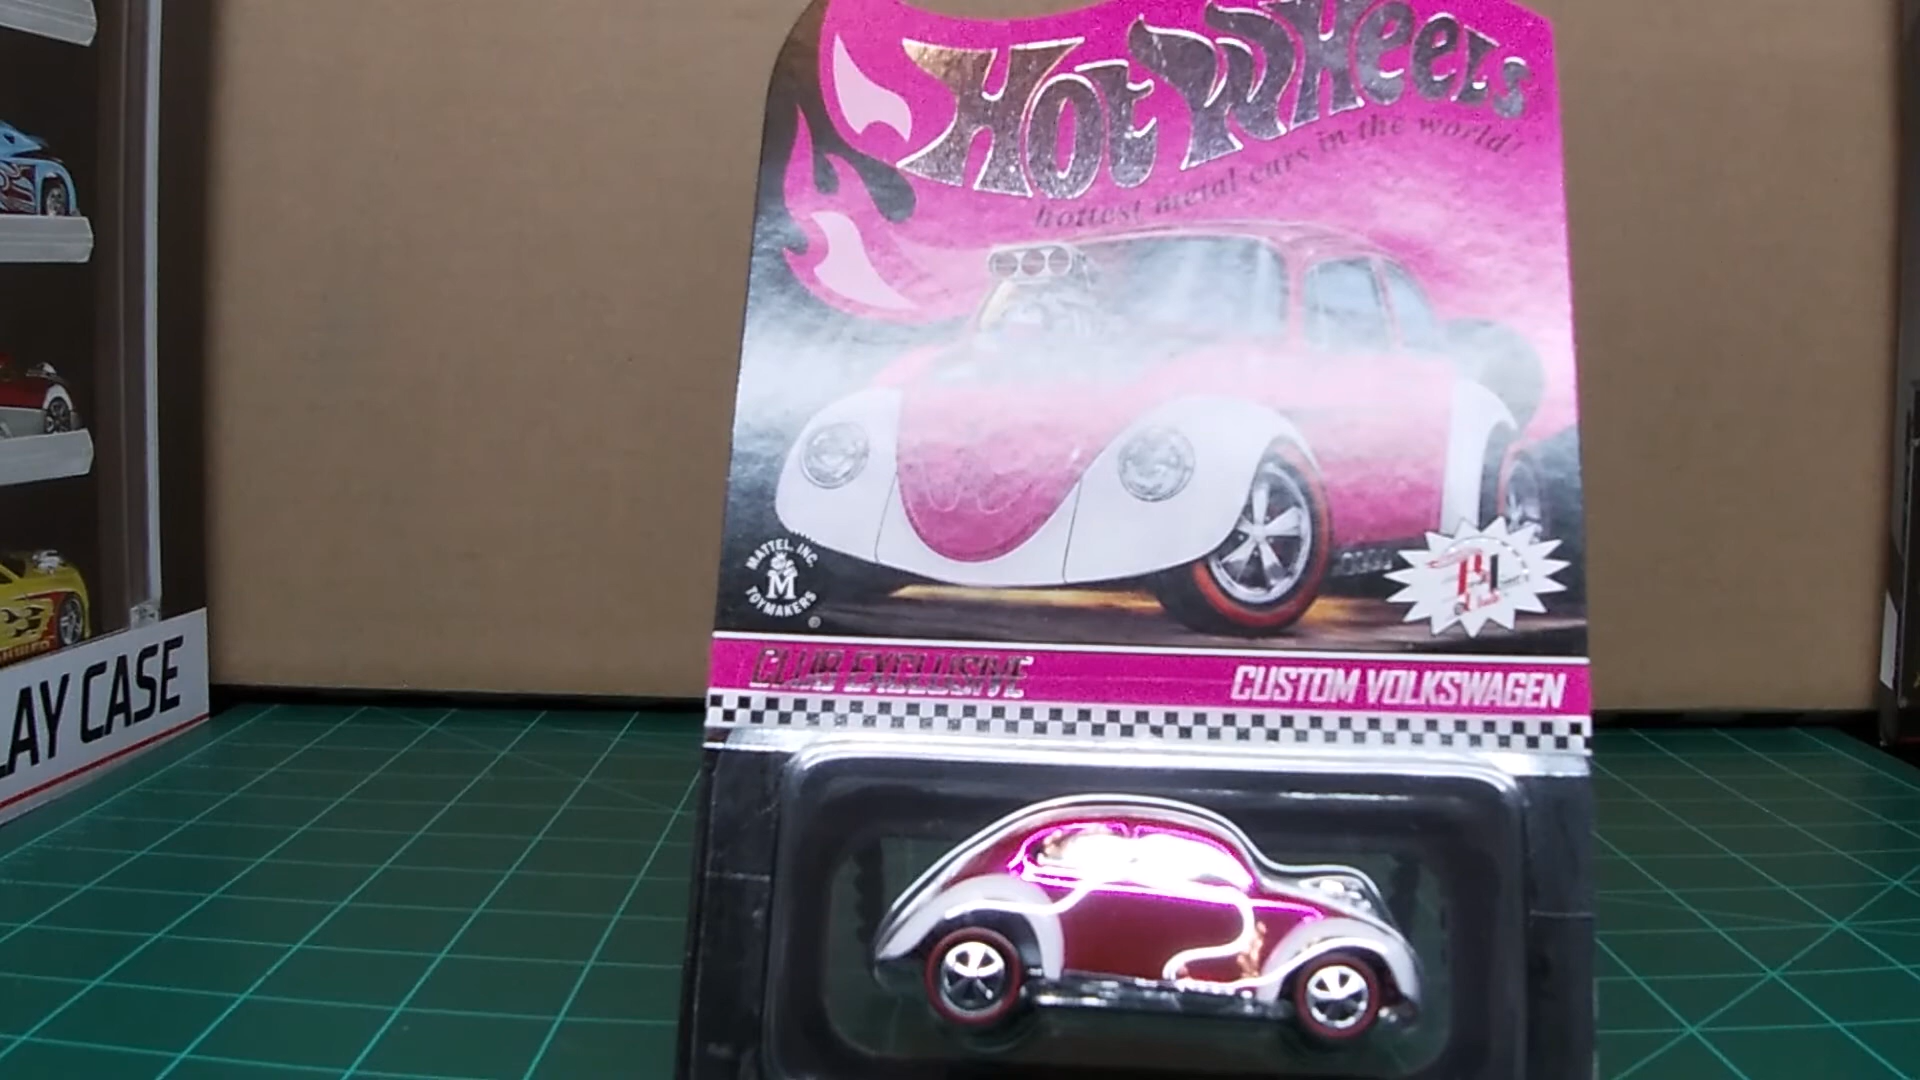 Hot Wheels
hottest metal cars in the world!
MATTEL, INC.
M
TOYMAKERS
®
CLUB EXCLUSIVE
CUSTOM VOLKSWAGEN
LAY CASE